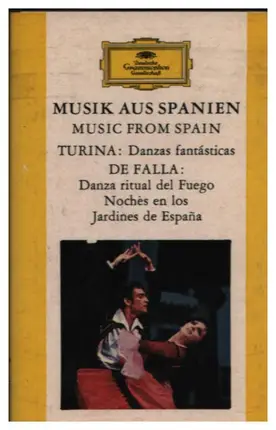 Deutsche
Grammophon
Gesellschaft
MUSIK AUS SPANIEN
MUSIC FROM SPAIN
TURINA: Danzas fantásticas
DE FALLA:
Danza ritual del Fuego
Nochès en los
Jardines de España